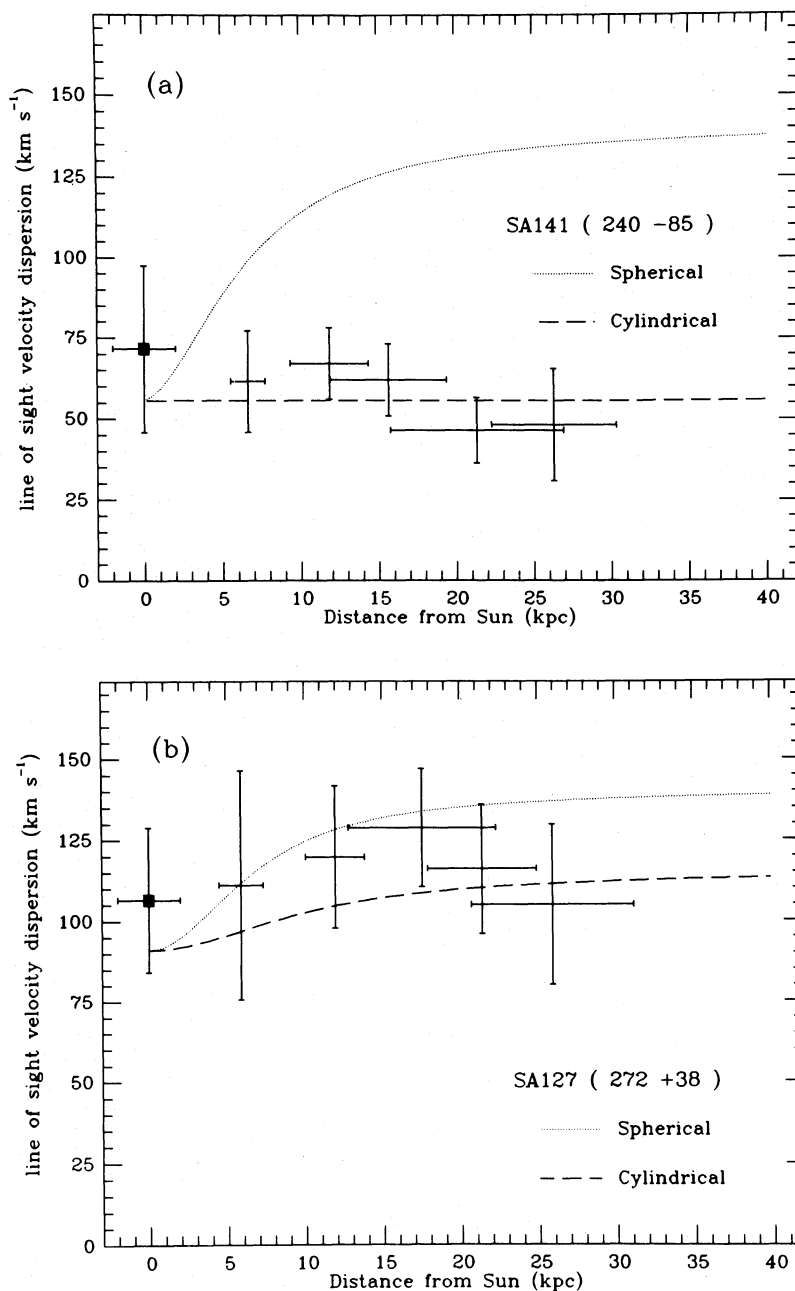 (a)
line of sight velocity dispersion (km s⁻¹)
150
125
100
75
50
25
0
SA141 ( 240 -85 )
Spherical
Cylindrical
0 5 10 15 20 25 30 35 40
Distance from Sun (kpc)
(b)
line of sight velocity dispersion (km s⁻¹)
150
125
100
75
50
25
0
SA127 ( 272 +38 )
Spherical
Cylindrical
0 5 10 15 20 25 30 35 40
Distance from Sun (kpc)